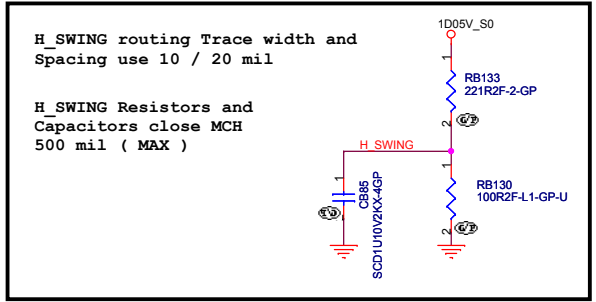 H_SWING routing Trace width and
Spacing use 10 / 20 mil
H_SWING Resistors and
Capacitors close MCH
500 mil ( MAX )
1D05V_S0
1
RB133
221R2F-2-GP
2
G/P
H_SWING
1
RB130
100R2F-L1-GP-U
2
G/P
1
CB85
SCD1U10V2KX-4GP